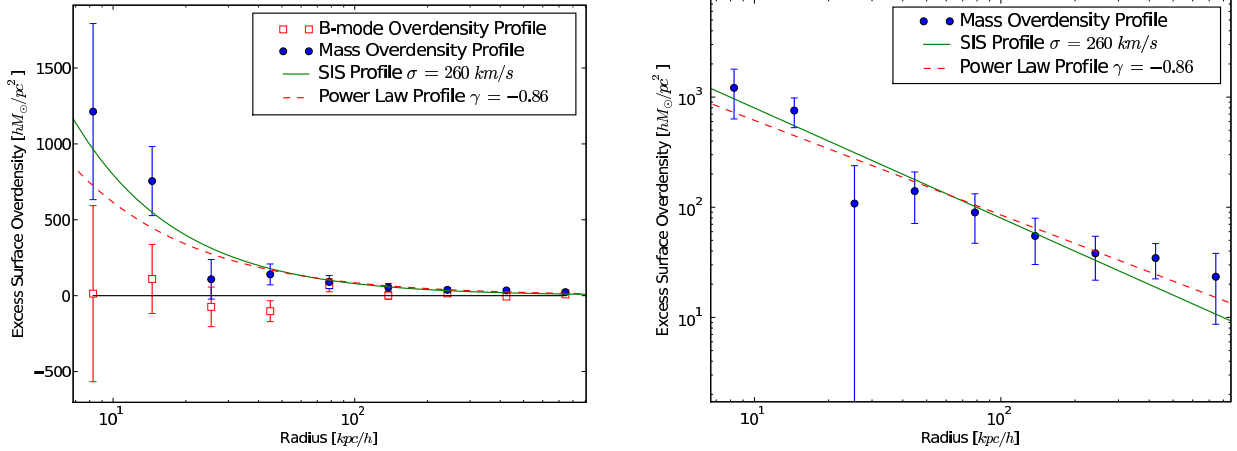 B-mode Overdensity Profile
Mass Overdensity Profile
SIS Profile σ = 260 km/s
Power Law Profile γ = −0.86
Excess Surface Overdensity [hM⊙/pc²]
1500
1000
500
0
−500
10¹
10²
Radius [kpc/h]
Mass Overdensity Profile
SIS Profile σ = 260 km/s
Power Law Profile γ = −0.86
Excess Surface Overdensity [hM⊙/pc²]
10³
10²
10¹
10¹
10²
Radius [kpc/h]